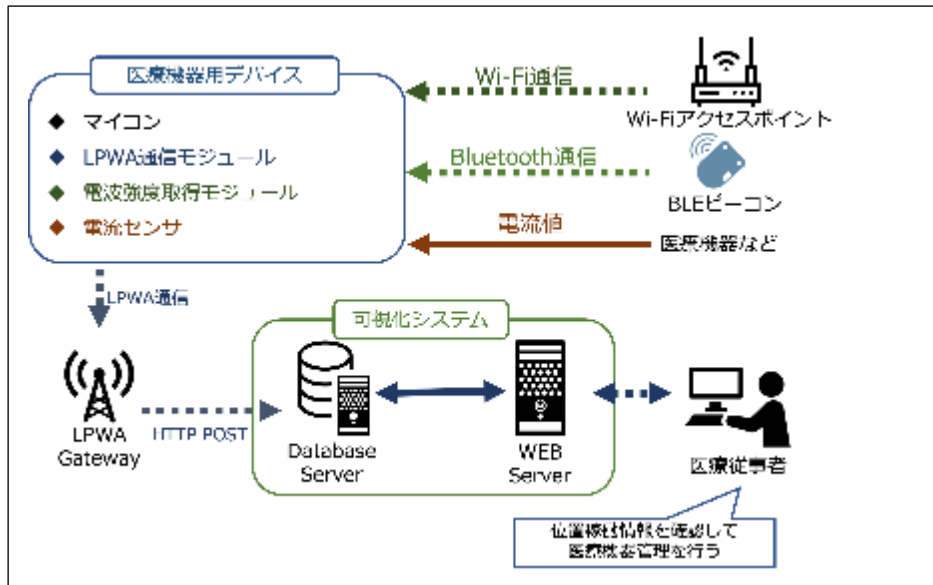 医療機器用デバイス
Wi-Fi通信
◆ マイコン
Wi-Fiアクセスポイント
◆ LPWA通信モジュール
Bluetooth通信
◆ 電波強度取得モジュール
BLEビーコン
◆ 電流センサ
電流値
医療機器など
LPWA通信
可視化システム
LPWA
Gateway
HTTP POST
Database
Server
WEB
Server
医療従事者
位置稼働情報を確認して
医療機器管理を行う